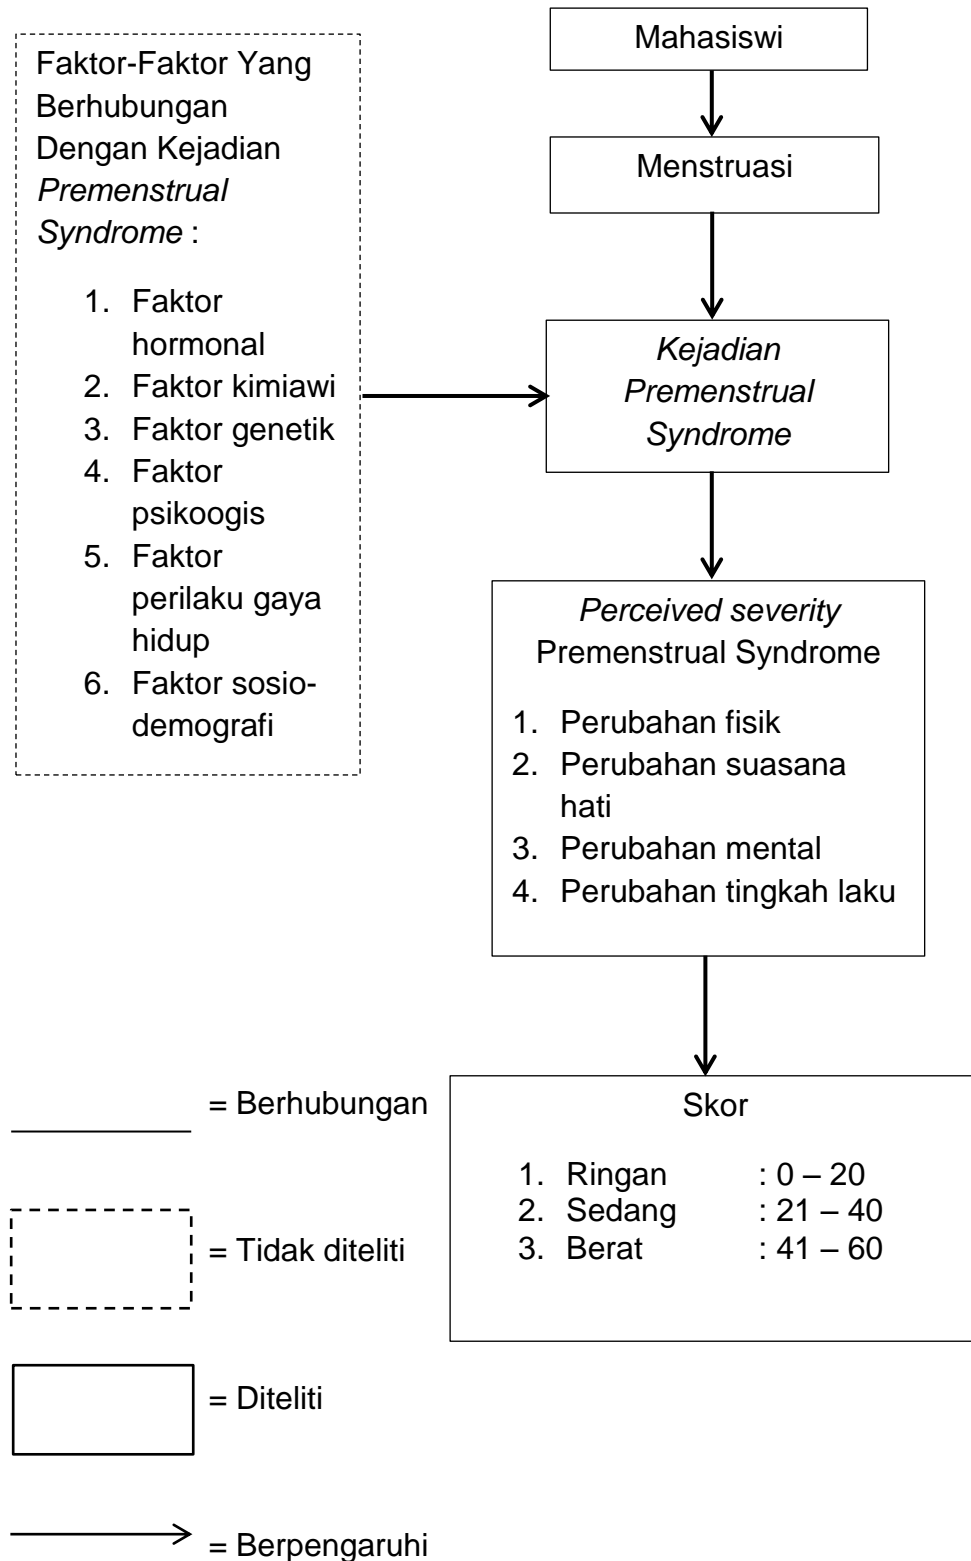 Faktor-Faktor Yang
Berhubungan
Dengan Kejadian
Premenstrual
Syndrome :
1. Faktor
hormonal
2. Faktor kimiawi
3. Faktor genetik
4. Faktor
psikoogis
5. Faktor
perilaku gaya
hidup
6. Faktor sosio-
demografi
Mahasiswi
Menstruasi
Kejadian
Premenstrual
Syndrome
Perceived severity
Premenstrual Syndrome
1. Perubahan fisik
2. Perubahan suasana
hati
3. Perubahan mental
4. Perubahan tingkah laku
Skor
1. Ringan : 0 – 20
2. Sedang : 21 – 40
3. Berat : 41 – 60
= Berhubungan
= Tidak diteliti
= Diteliti
= Berpengaruhi